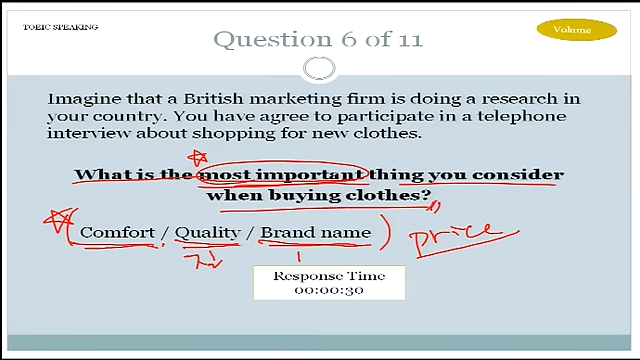 TOEIC SPEAKING
Volume
Question 6 of 11
Imagine that a British marketing firm is doing a research in
your country. You have agree to participate in a telephone
interview about shopping for new clothes.
What is the most important thing you consider
when buying clothes?
Comfort / Quality / Brand name
price
Response Time
00:00:30